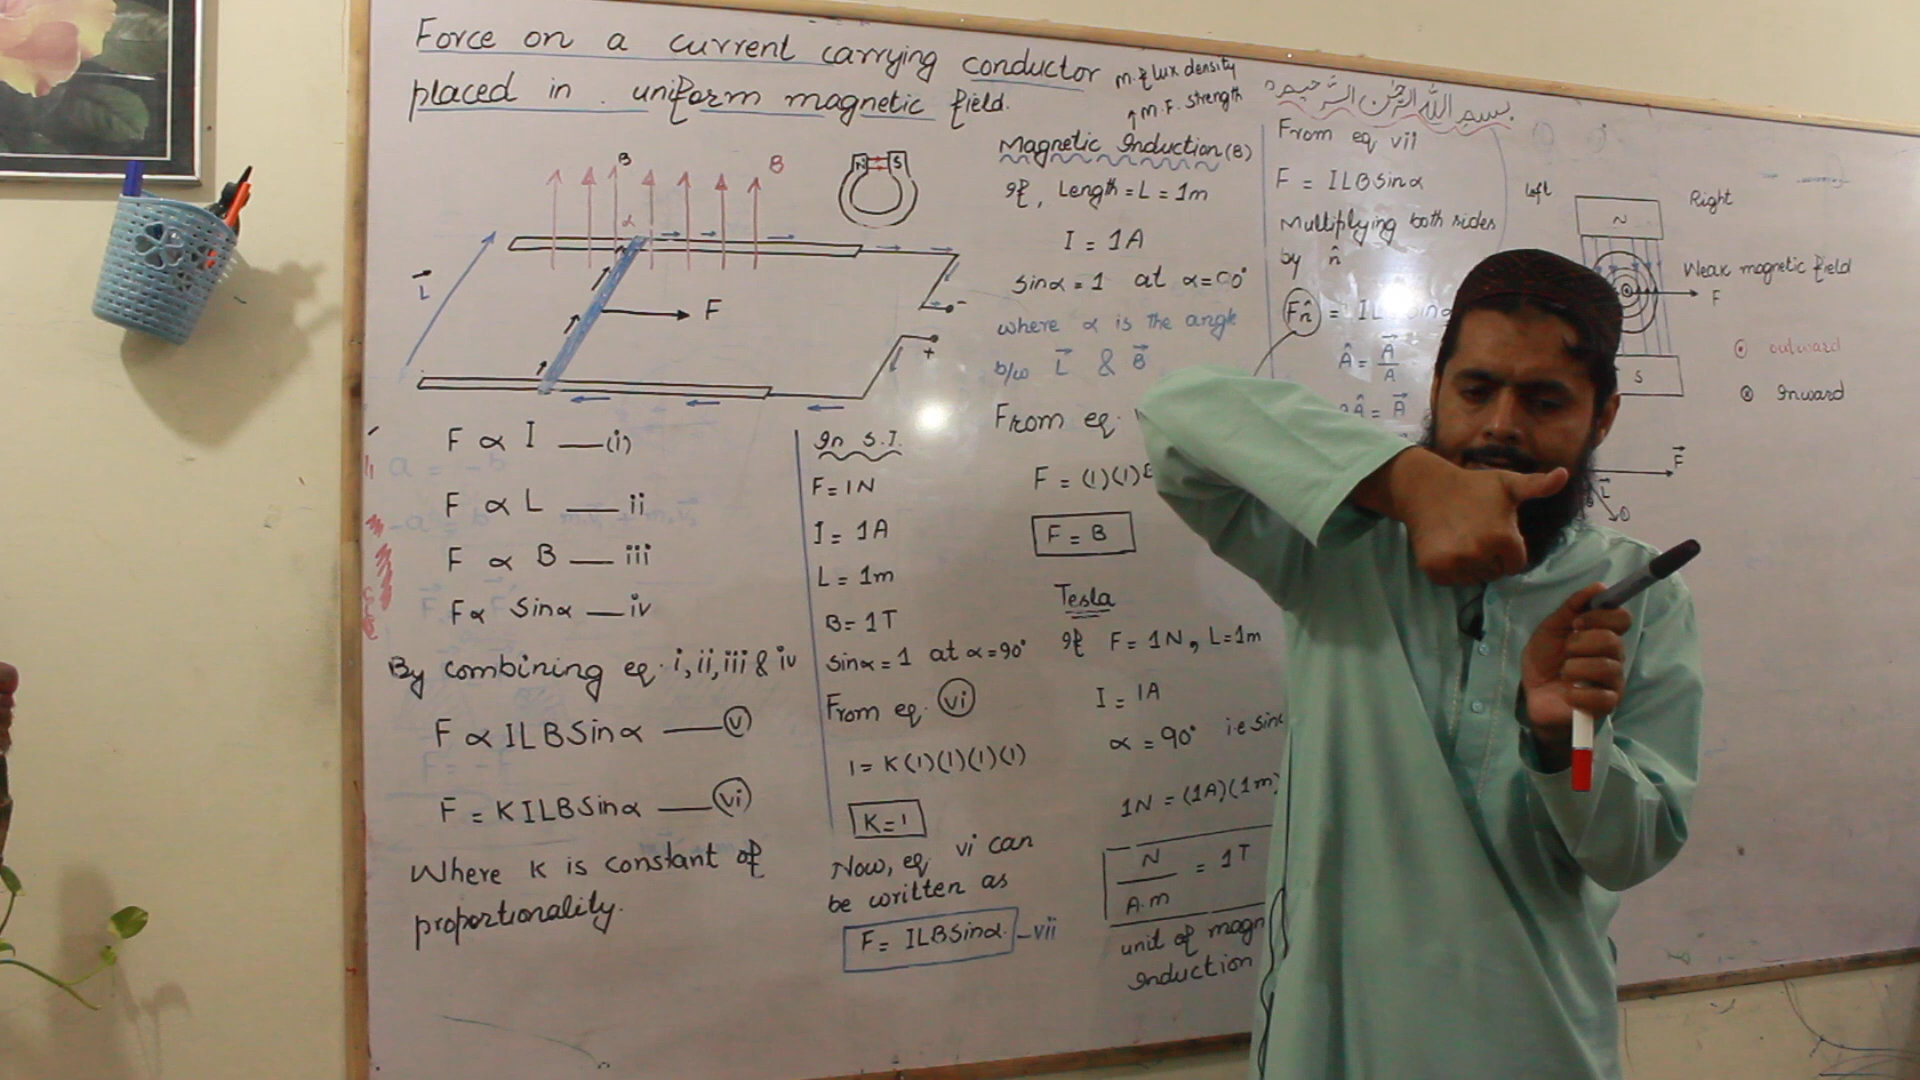 Force on a current carrying conductor
placed in uniform magnetic field.
B
B
α
L
F
-
+
N S
F ∝ I —(i)
F ∝ L — ii
F ∝ B — iii
F ∝ Sinα — iv
By combining eq. i, ii, iii & iv
F ∝ ILBSinα — (v)
F = KILBSinα — (vi)
Where K is constant of
proportionality.
In S.I.
F = 1N
I = 1A
L = 1m
B = 1T
sinα = 1 at α = 90°
From eq. (vi)
1 = K(1)(1)(1)(1)
K = 1
Now, eq. vi can
be written as
F = ILBsinα. — vii
m. flux density
↑ m.F. strength
Magnetic Induction (B)
If, Length = L = 1m
I = 1A
sinα = 1 at α = 90°
where α is the angle
b/w L⃗ & B⃗
From eq.
F = (1)(1)
F = B
Tesla
If F = 1N, L = 1m
I = 1A
α = 90° i.e
1N = (1A)(1m)
N/A.m = 1T
unit of
Induction
بسم الله الرحمن الرحيم
From eq vii
F = ILBSinα
Multiplying both sides
by n̂
Fn̂ = IL
Â = A⃗/A
Â = A⃗
left
Right
N
Weak magnetic field
F
S
⊙ outward
⊗ Inward
F⃗
L⃗